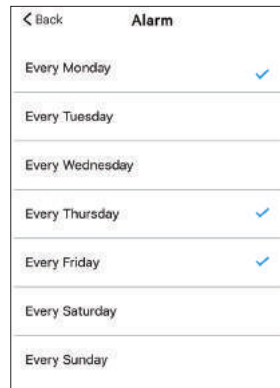 Back Alarm
Every Monday
Every Tuesday
Every Wednesday
Every Thursday
Every Friday
Every Saturday
Every Sunday